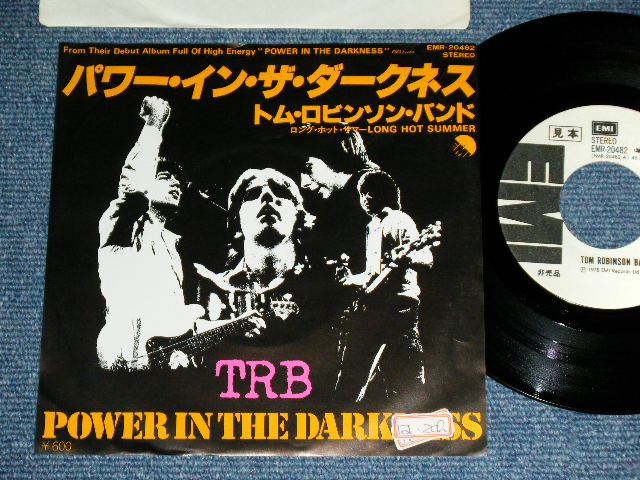 From Their Debut Album Full Of High Energy "POWER IN THE DARKNESS"
EMR-20482
STEREO
パワー・イン・ザ・ダークネス
トム・ロビンソン・バンド
ロング・ホット・サマー LONG HOT SUMMER
TRB
POWER IN THE DARKNESS
¥600
見本
EMI
STEREO
EMR-20482
EMI
非売品
TOM ROBINSON BA